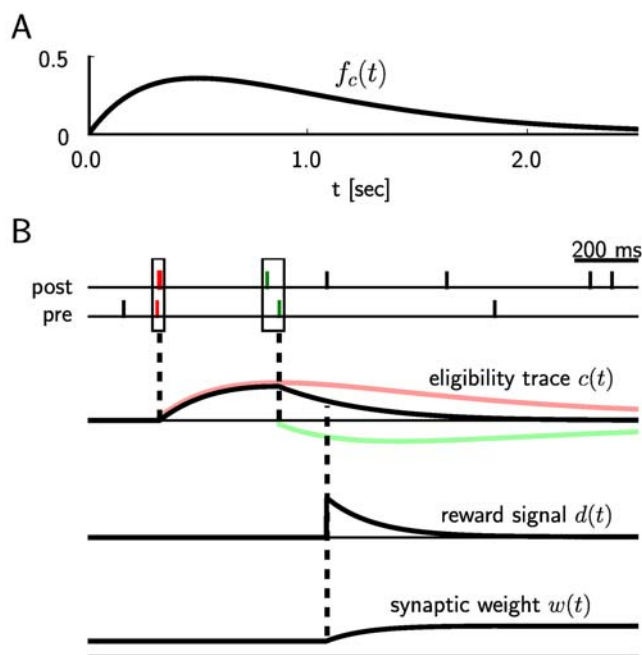 A
0.5
f_c(t)
0
0.0 1.0 2.0
t [sec]
B
200 ms
post
pre
eligibility trace c(t)
reward signal d(t)
synaptic weight w(t)